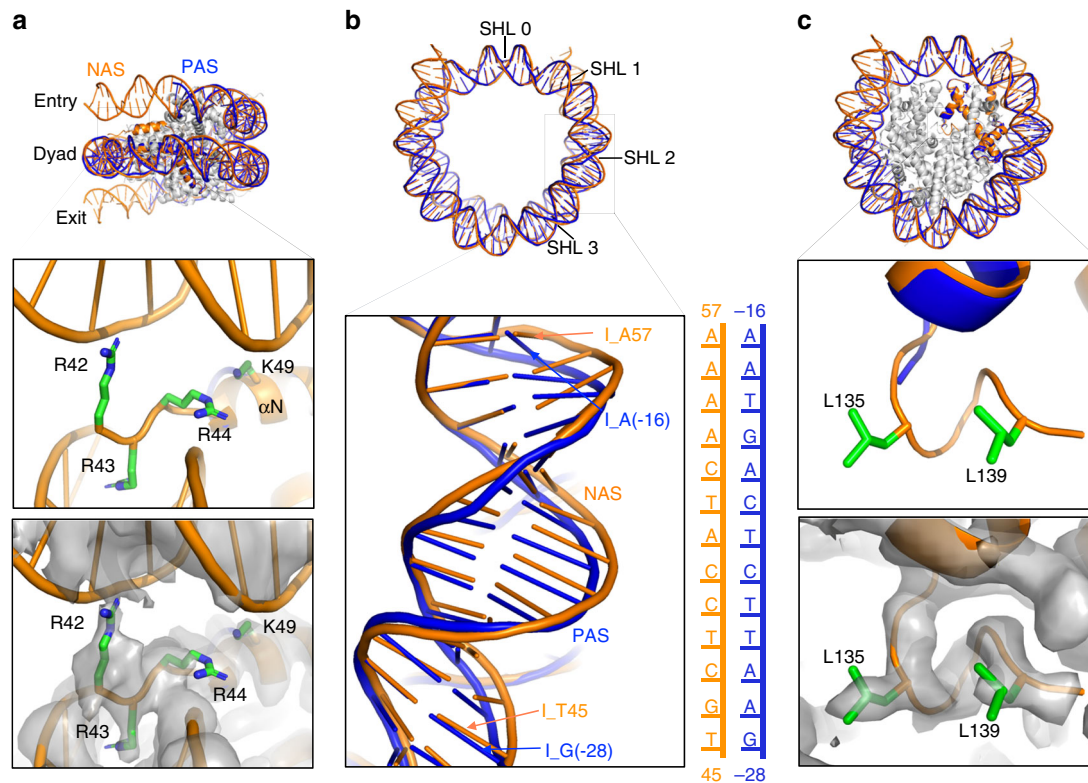 a
NAS PAS
Entry
Dyad
Exit
R42
K49
αN
R44
R43
R42
K49
R44
R43
b
SHL 0
SHL 1
SHL 2
SHL 3
I_A57
I_A(-16)
NAS
PAS
I_T45
I_G(-28)
57 –16
A A
A A
A T
A G
C A
T C
A T
C C
C T
T T
C A
G A
T G
45 –28
c
L135
L139
L135
L139